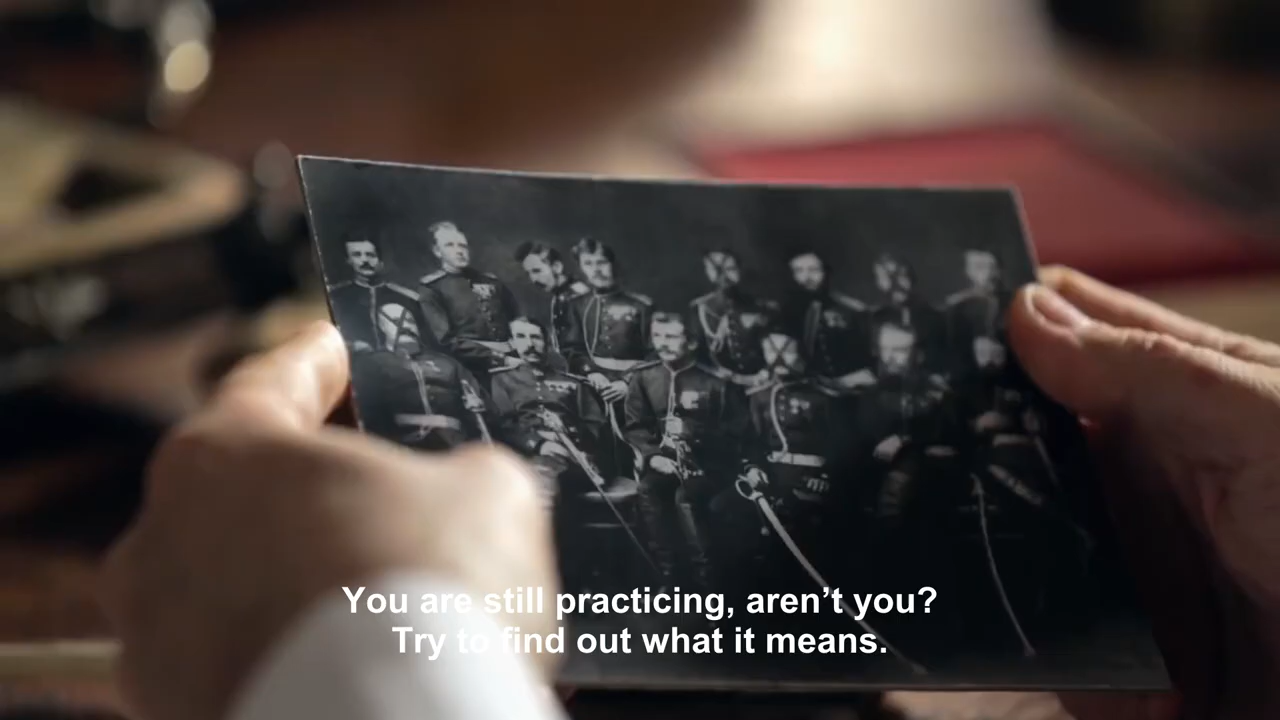 You are still practicing, aren’t you?
Try to find out what it means.